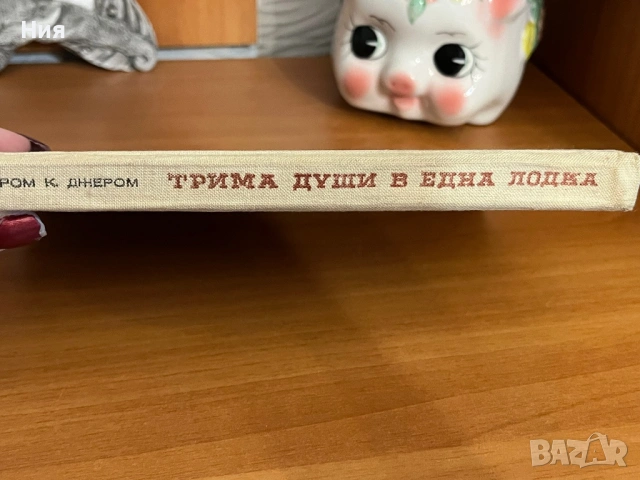 Ния
РОМ К. ДЖЕРОМ ТРИМА ДУШИ В ЕДНА ЛОДКА
BAZAR